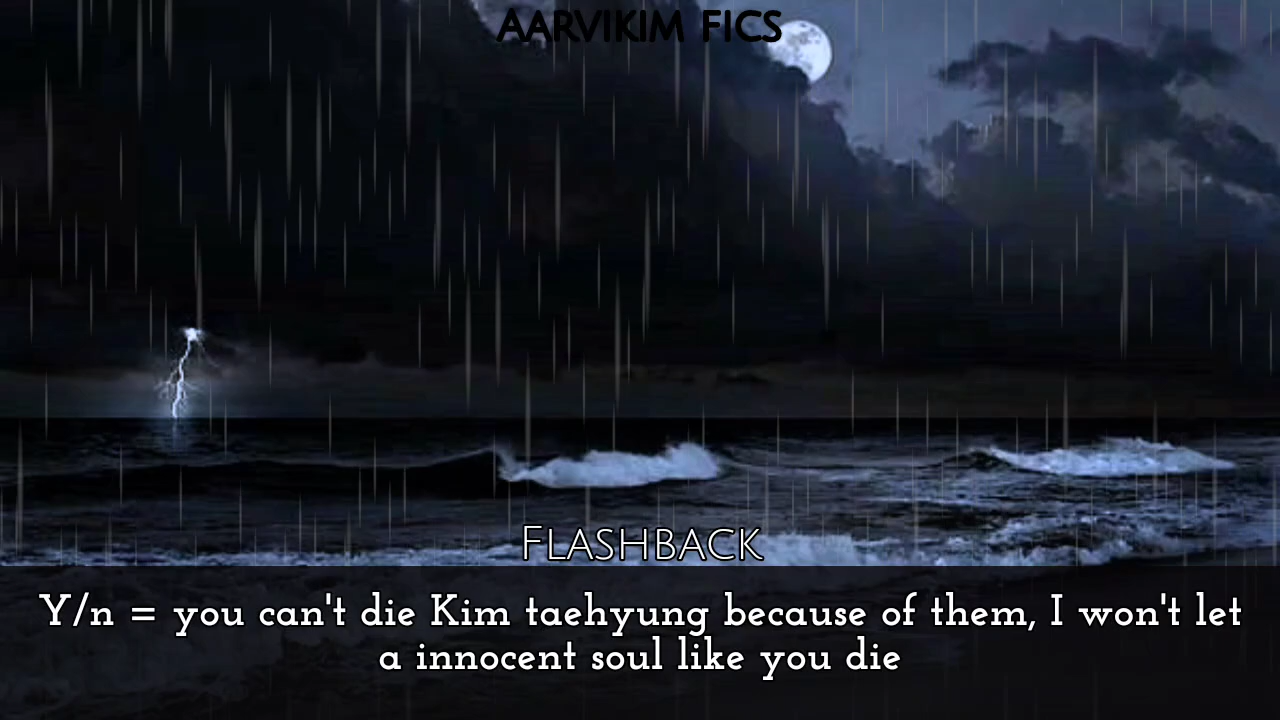 AARVIKIM FICS
FLASHBACK
Y/n = you can't die Kim taehyung because of them, I won't let
a innocent soul like you die